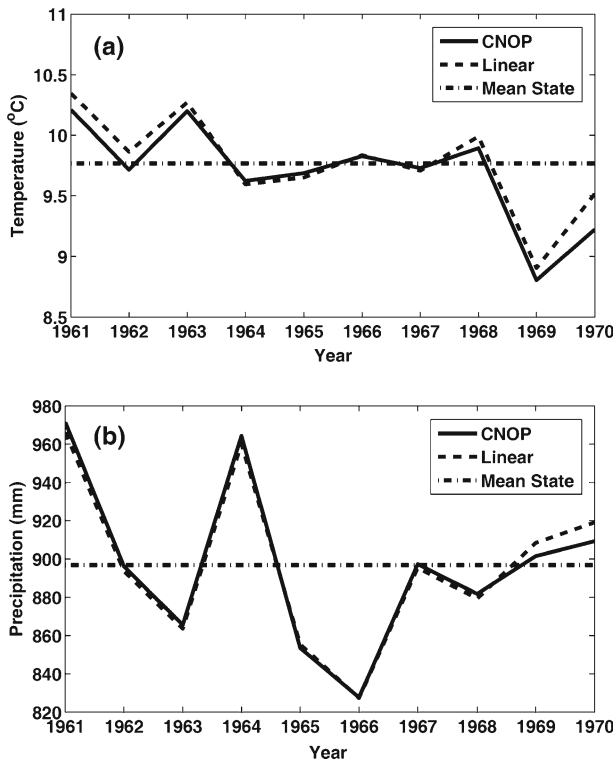 11
(a)
CNOP
Linear
Mean State
10.5
10
9.5
9
8.5
Temperature (°C)
1961 1962 1963 1964 1965 1966 1967 1968 1969 1970
Year
980
(b)
CNOP
Linear
Mean State
960
940
920
900
880
860
840
820
Precipitation (mm)
1961 1962 1963 1964 1965 1966 1967 1968 1969 1970
Year